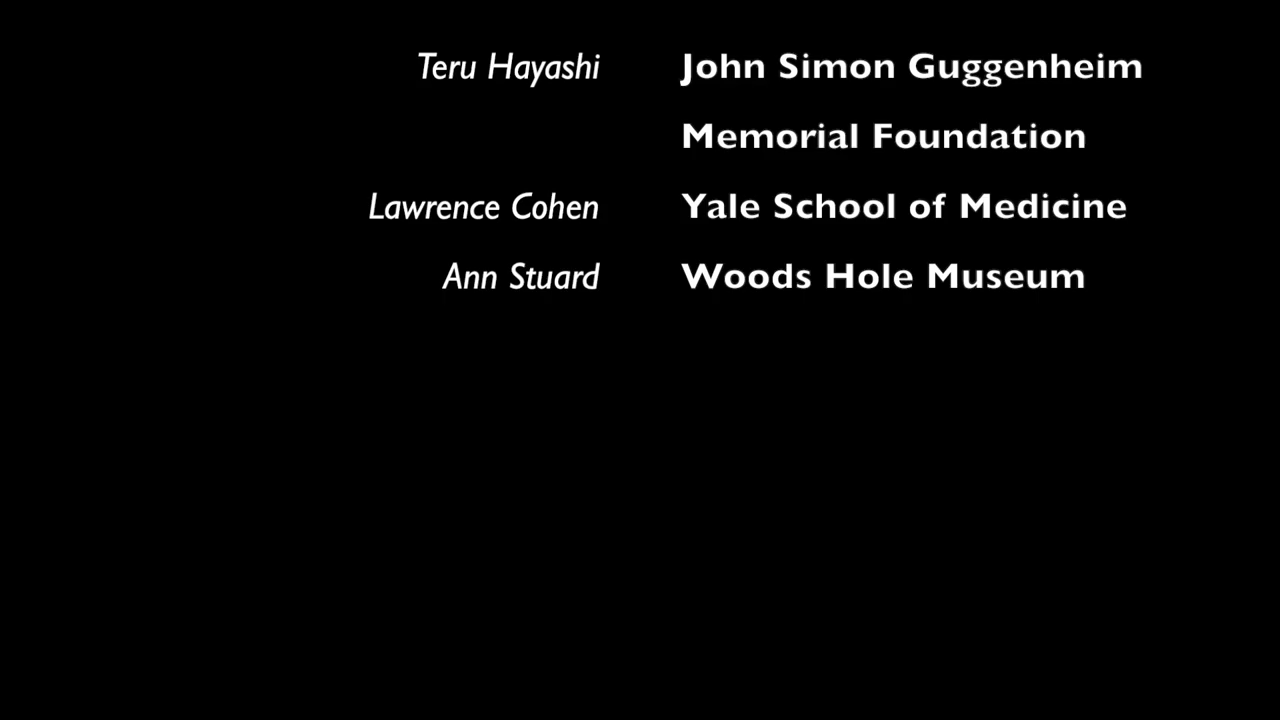 Teru Hayashi John Simon Guggenheim
Memorial Foundation
Lawrence Cohen Yale School of Medicine
Ann Stuard Woods Hole Museum